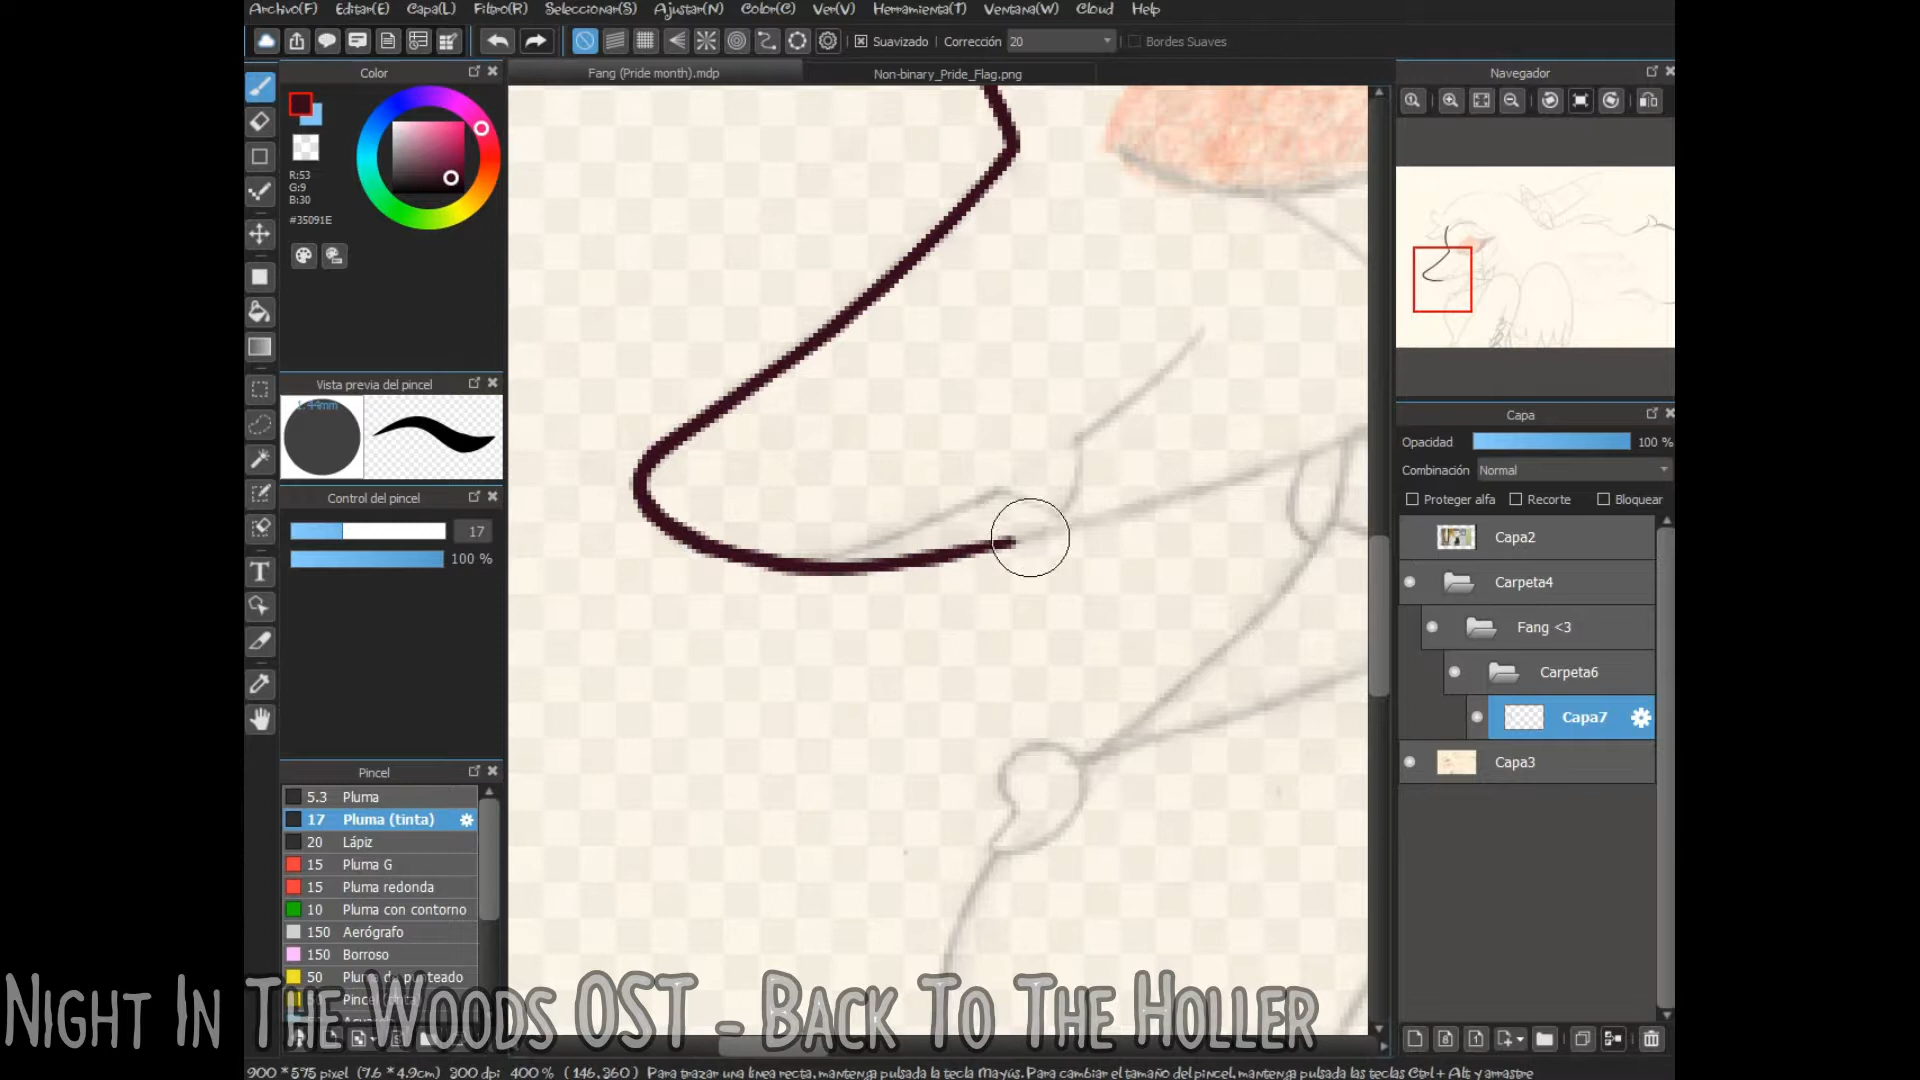 Archivo(F) Editar(E) Capa(L) Filtro(R) Seleccionar(S) Ajustar(N) Color(C) Ver(V) Herramienta(T) Ventana(W) Cloud Help
Suavizado Corrección 20 Bordes Suaves
Color
Fang (Pride month).mdp
Non-binary_Pride_Flag.png
Navegador
R:53
G:9
B:30
#35091E
Vista previa del pincel
1.44mm
Control del pincel
17
100 %
Capa
Opacidad 100 %
Combinación Normal
Proteger alfa Recorte Bloquear
Capa2
Carpeta4
Fang <3
Carpeta6
Capa7
Capa3
T
Pincel
5.3 Pluma
17 Pluma (tinta)
20 Lápiz
15 Pluma G
15 Pluma redonda
10 Pluma con contorno
150 Aerógrafo
150 Borroso
50 Pluma de punteado
Night In The Woods OST - Back To The Holler
900 * 575 pixel (7.6 * 4.9cm) 300 dpi 400 % (146,360) Para trazar una línea recta, mantenga pulsada la tecla Mayús. Para cambiar el tamaño del pincel, mantenga pulsadas las teclas Ctrl + Alt y arrastre